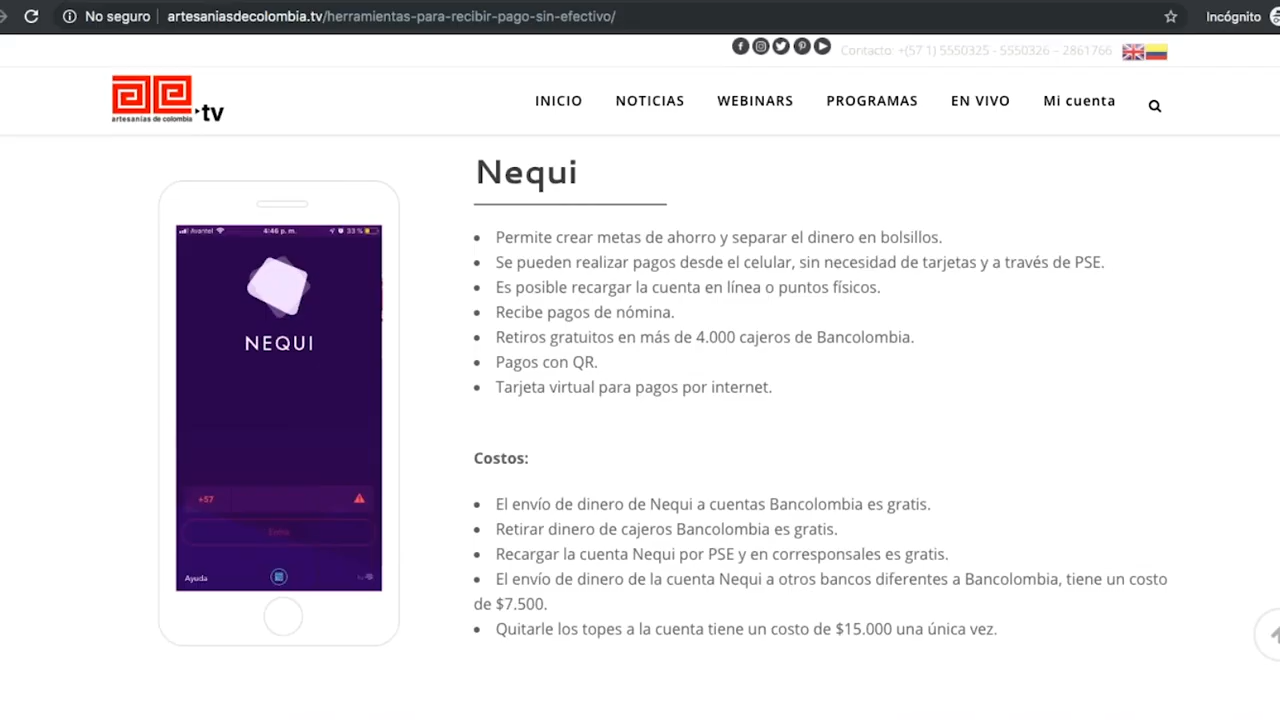 No seguro
artesaniasdecolombia.tv/herramientas-para-recibir-pago-sin-efectivo/
Incógnito
Contacto: +(57 1) 5550325 - 5550326 – 2861766
artesanías de colombia tv
INICIO NOTICIAS WEBINARS PROGRAMAS EN VIVO Mi cuenta
Nequi
Avantel 4:46 p. m. 33 %
NEQUI
+57
Entra
Ayuda
Permite crear metas de ahorro y separar el dinero en bolsillos.
Se pueden realizar pagos desde el celular, sin necesidad de tarjetas y a través de PSE.
Es posible recargar la cuenta en línea o puntos físicos.
Recibe pagos de nómina.
Retiros gratuitos en más de 4.000 cajeros de Bancolombia.
Pagos con QR.
Tarjeta virtual para pagos por internet.
Costos:
El envío de dinero de Nequi a cuentas Bancolombia es gratis.
Retirar dinero de cajeros Bancolombia es gratis.
Recargar la cuenta Nequi por PSE y en corresponsales es gratis.
El envío de dinero de la cuenta Nequi a otros bancos diferentes a Bancolombia, tiene un costo
de $7.500.
Quitarle los topes a la cuenta tiene un costo de $15.000 una única vez.